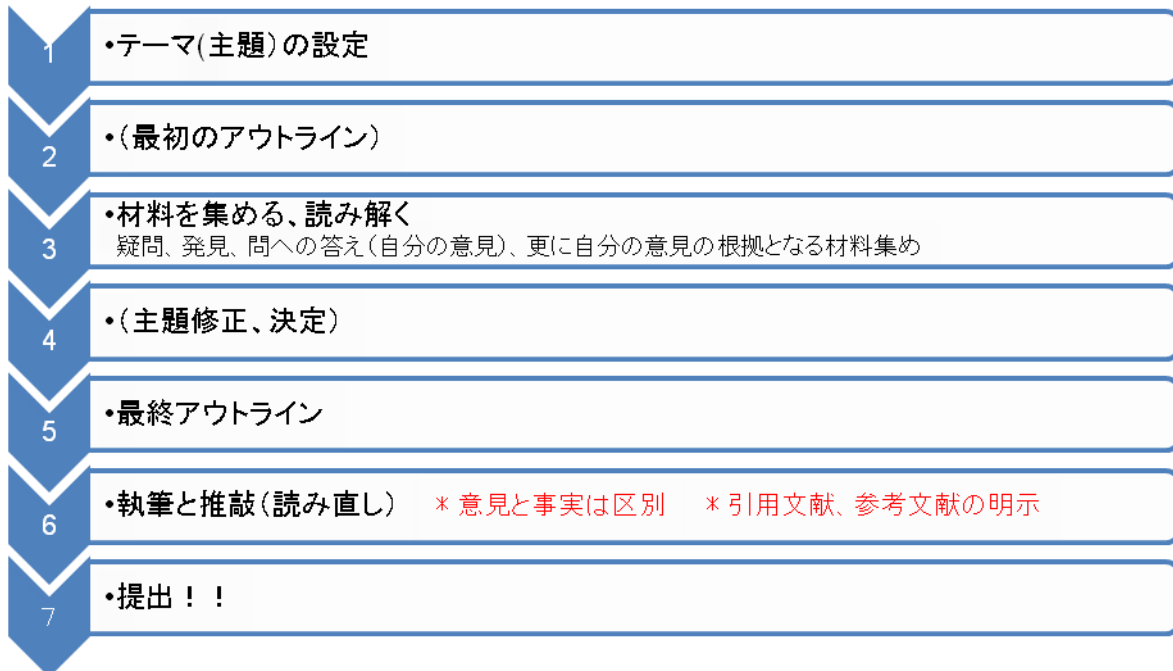 1
•テーマ(主題)の設定
2
•(最初のアウトライン)
3
•材料を集める、読み解く
疑問、発見、問への答え(自分の意見)、更に自分の意見の根拠となる材料集め
4
•(主題修正、決定)
5
•最終アウトライン
6
•執筆と推敲(読み直し) *意見と事実は区別 *引用文献、参考文献の明示
7
•提出!!